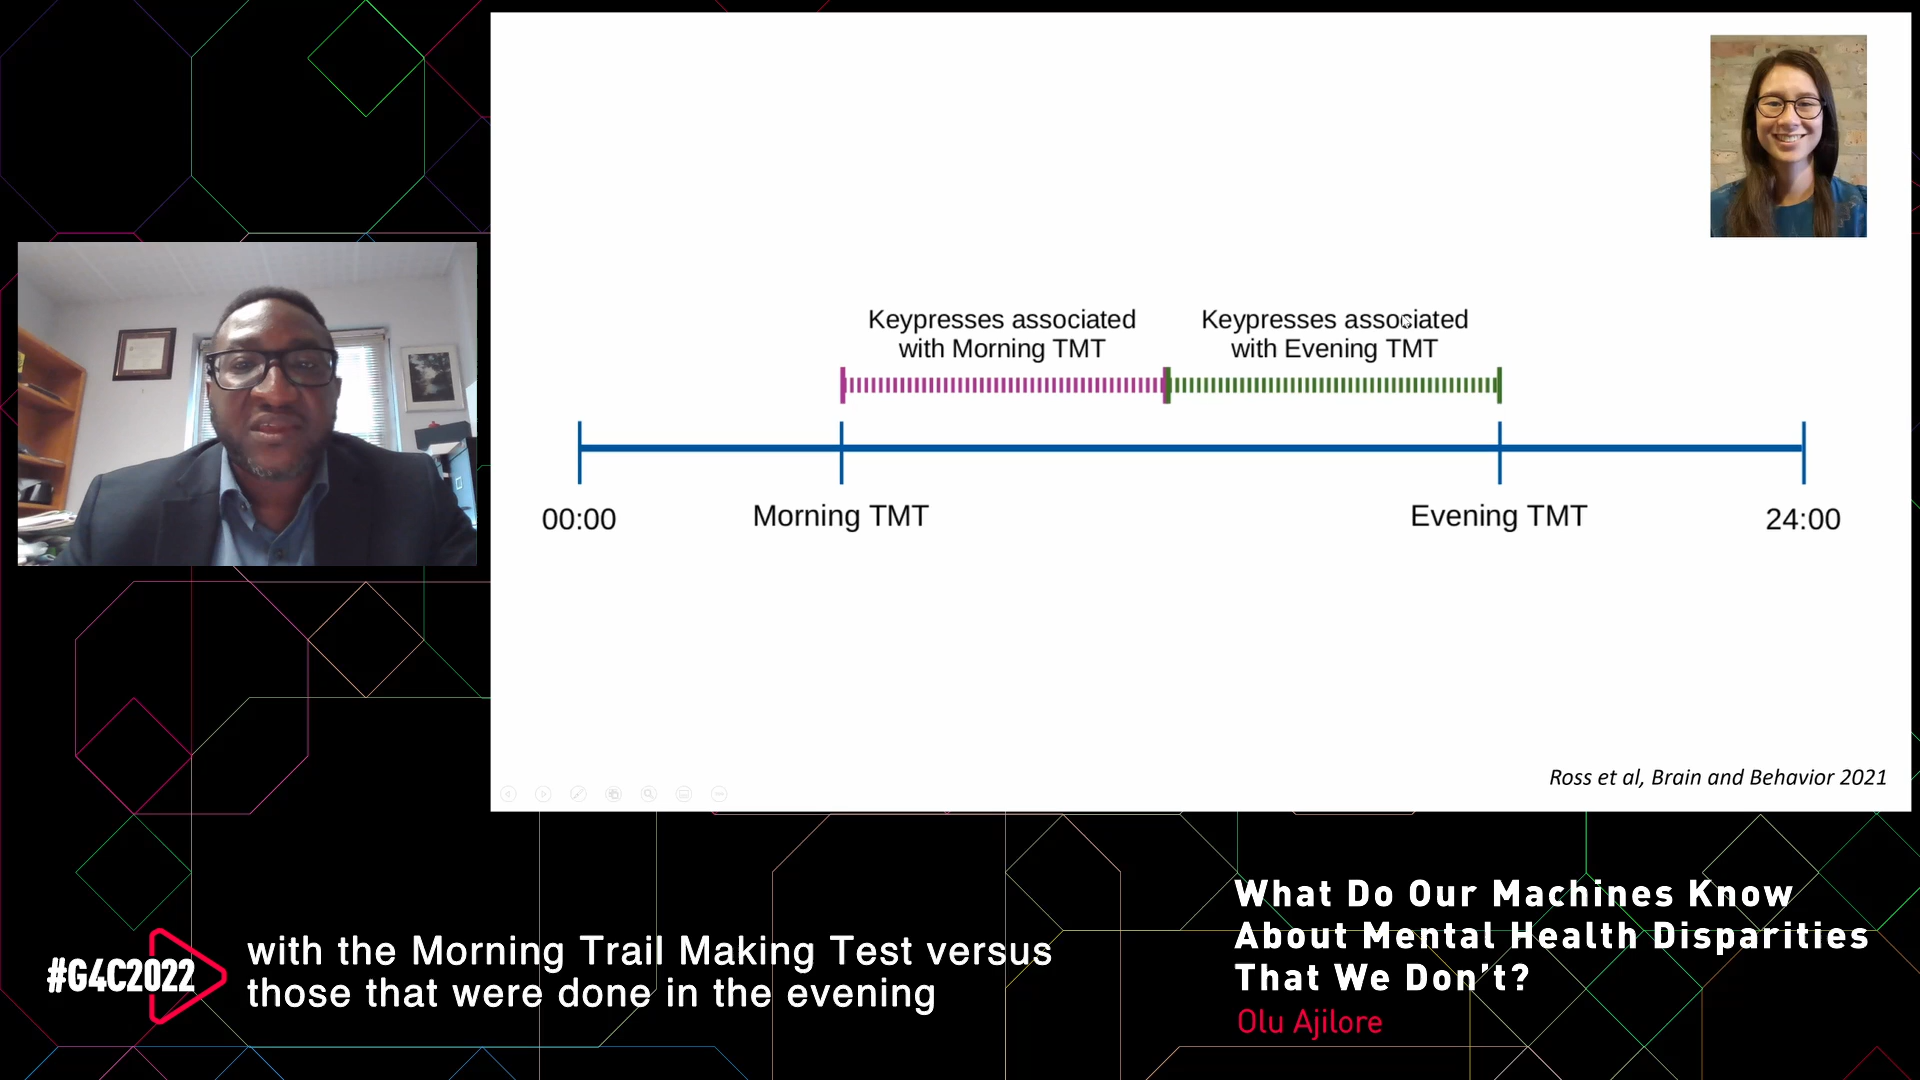 Keypresses associated
with Morning TMT
Keypresses associated
with Evening TMT
00:00
Morning TMT
Evening TMT
24:00
Ross et al, Brain and Behavior 2021
#G4C2022
with the Morning Trail Making Test versus
those that were done in the evening
What Do Our Machines Know
About Mental Health Disparities
That We Don't?
Olu Ajilore